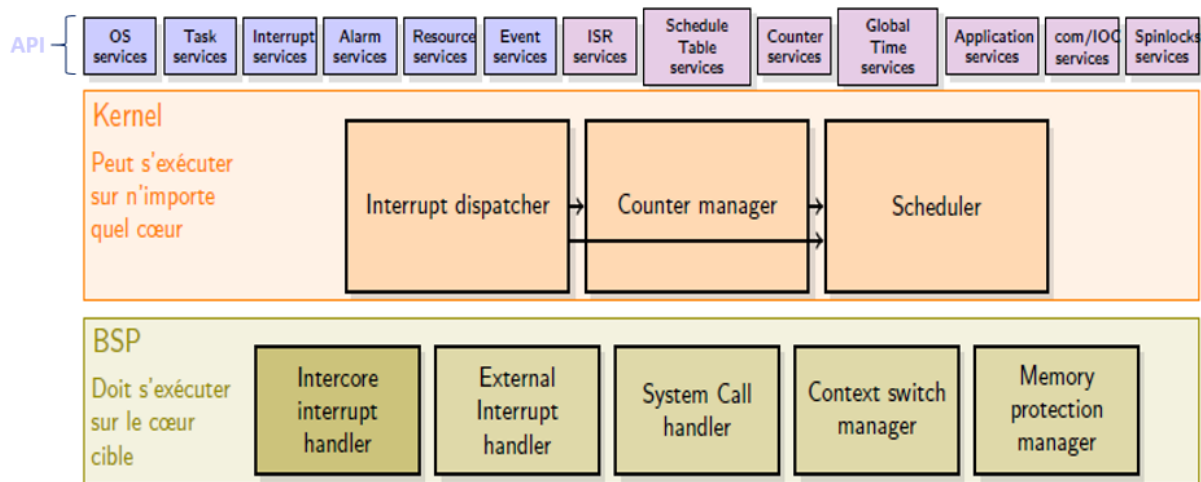 API
OS
services
Task
services
Interrupt
services
Alarm
services
Resource
services
Event
services
ISR
services
Schedule
Table
services
Counter
services
Global
Time
services
Application
services
com/IOC
services
Spinlocks
services
Kernel
Peut s'exécuter
sur n'importe
quel cœur
Interrupt dispatcher
Counter manager
Scheduler
BSP
Doit s'exécuter
sur le cœur
cible
Intercore
interrupt
handler
External
Interrupt
handler
System Call
handler
Context switch
manager
Memory
protection
manager